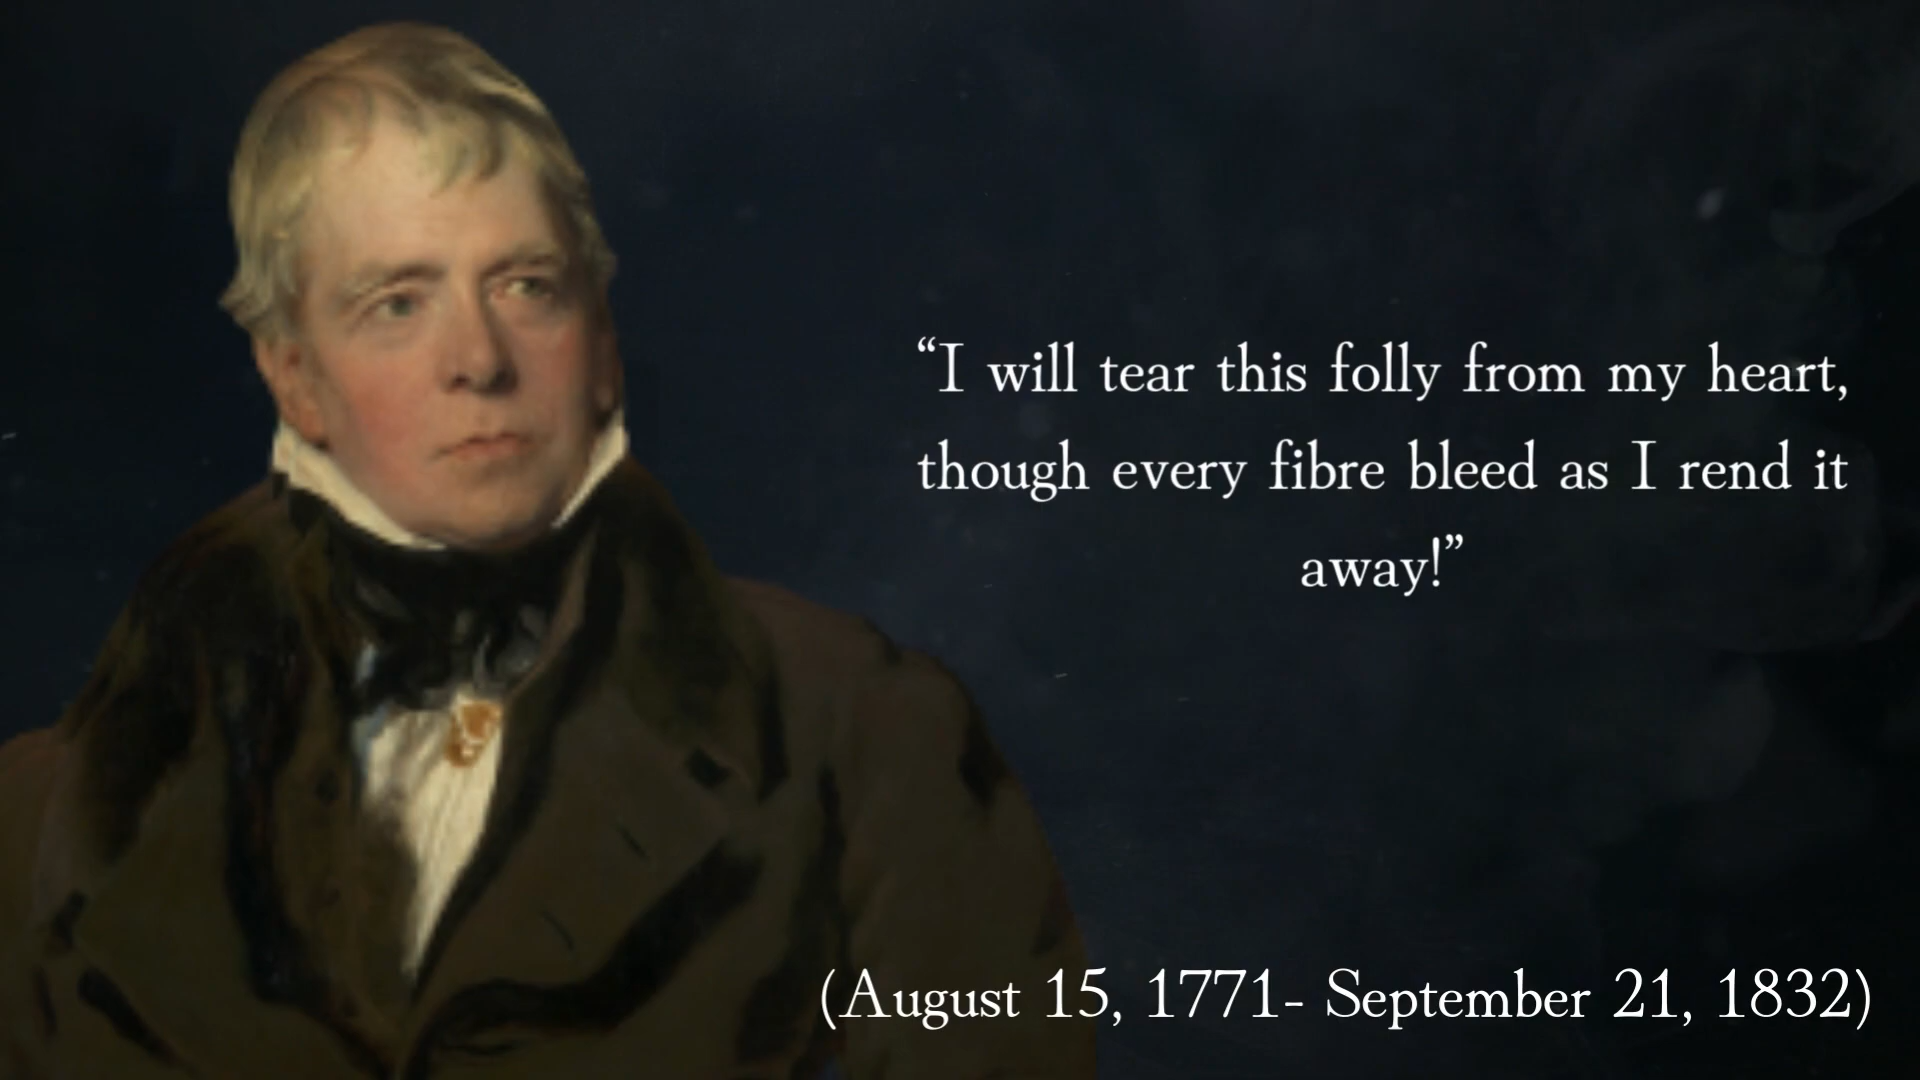 “I will tear this folly from my heart,
though every fibre bleed as I rend it
away!”
(August 15, 1771- September 21, 1832)